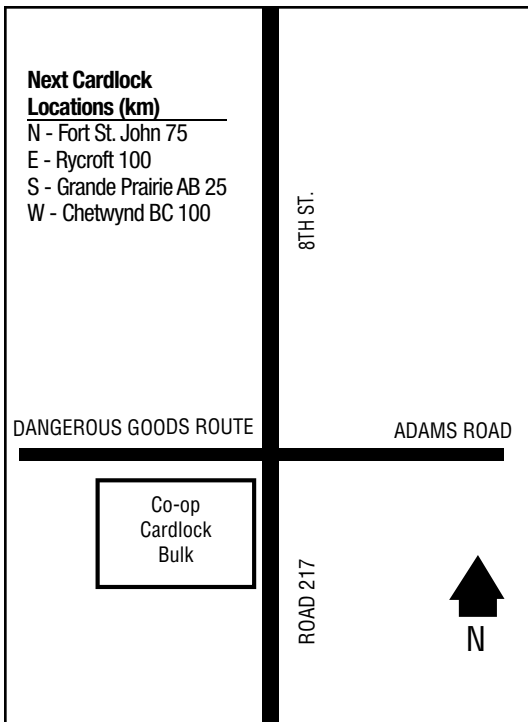 Next Cardlock
Locations (km)
N - Fort St. John 75
E - Rycroft 100
S - Grande Prairie AB 25
W - Chetwynd BC 100
8TH ST.
DANGEROUS GOODS ROUTE
ADAMS ROAD
Co-op
Cardlock
Bulk
ROAD 217
N